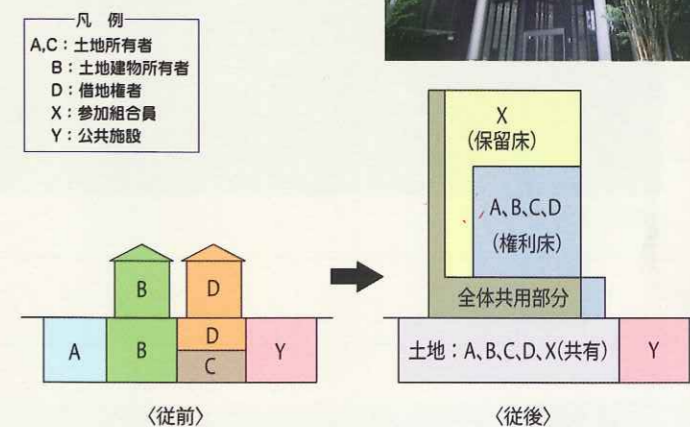 凡 例
A,C：土地所有者
B：土地建物所有者
D：借地権者
X：参加組合員
Y：公共施設
X
(保留床)
A、B、C、D
(権利床)
全体共用部分
土地：A、B、C、D、X(共有)
Y
〈従後〉
B
D
A
B
D
C
Y
〈従前〉